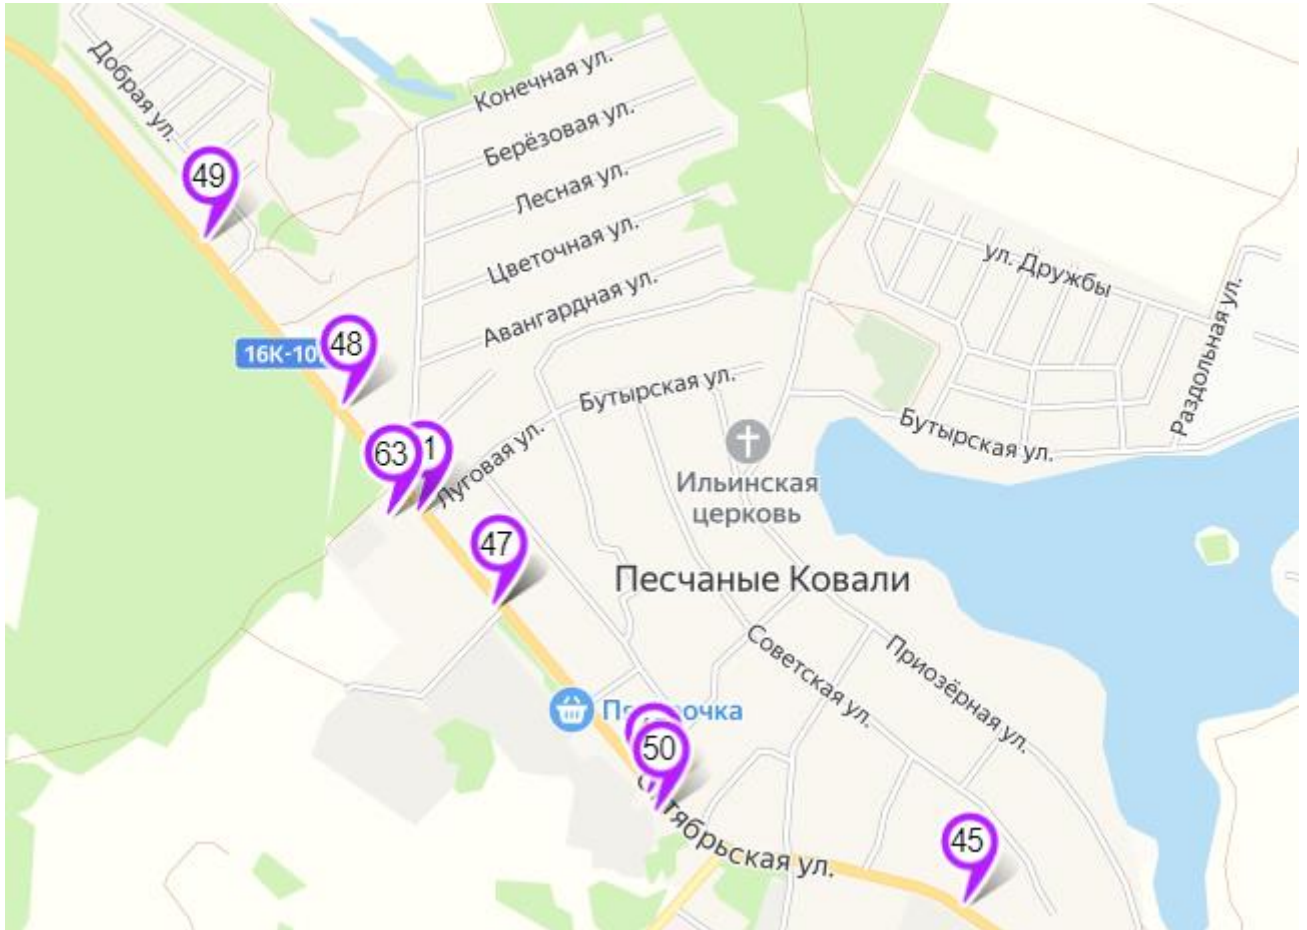 Конечная ул.
Добрая ул.
Берёзовая ул.
49
Лесная ул.
Цветочная ул.
ул. Дружбы
Авангардная ул.
Раздольная ул.
48
16К-10
Бутырская ул.
Бутырская ул.
63
1
Луговая ул.
Ильинская
церковь
47
Песчаные Ковали
Советская ул.
Приозёрная ул.
50
45